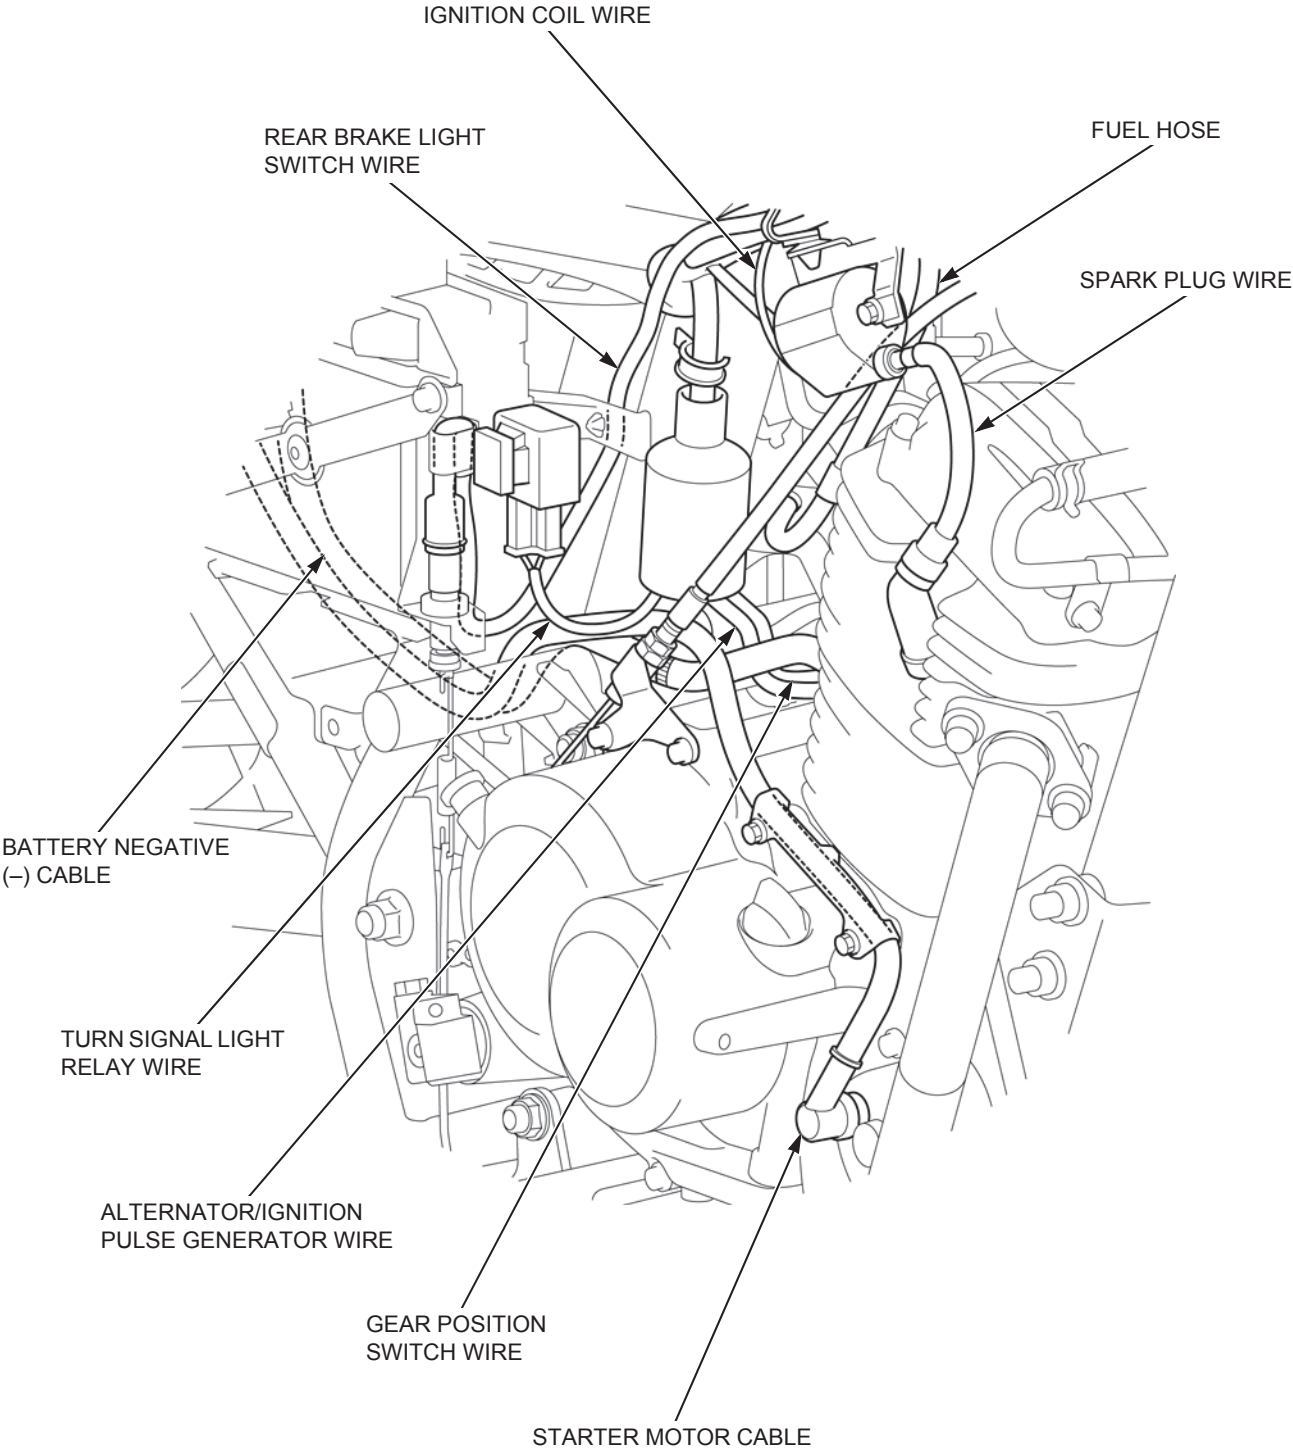 IGNITION COIL WIRE
REAR BRAKE LIGHT
SWITCH WIRE
FUEL HOSE
SPARK PLUG WIRE
BATTERY NEGATIVE
(–) CABLE
TURN SIGNAL LIGHT
RELAY WIRE
ALTERNATOR/IGNITION
PULSE GENERATOR WIRE
GEAR POSITION
SWITCH WIRE
STARTER MOTOR CABLE